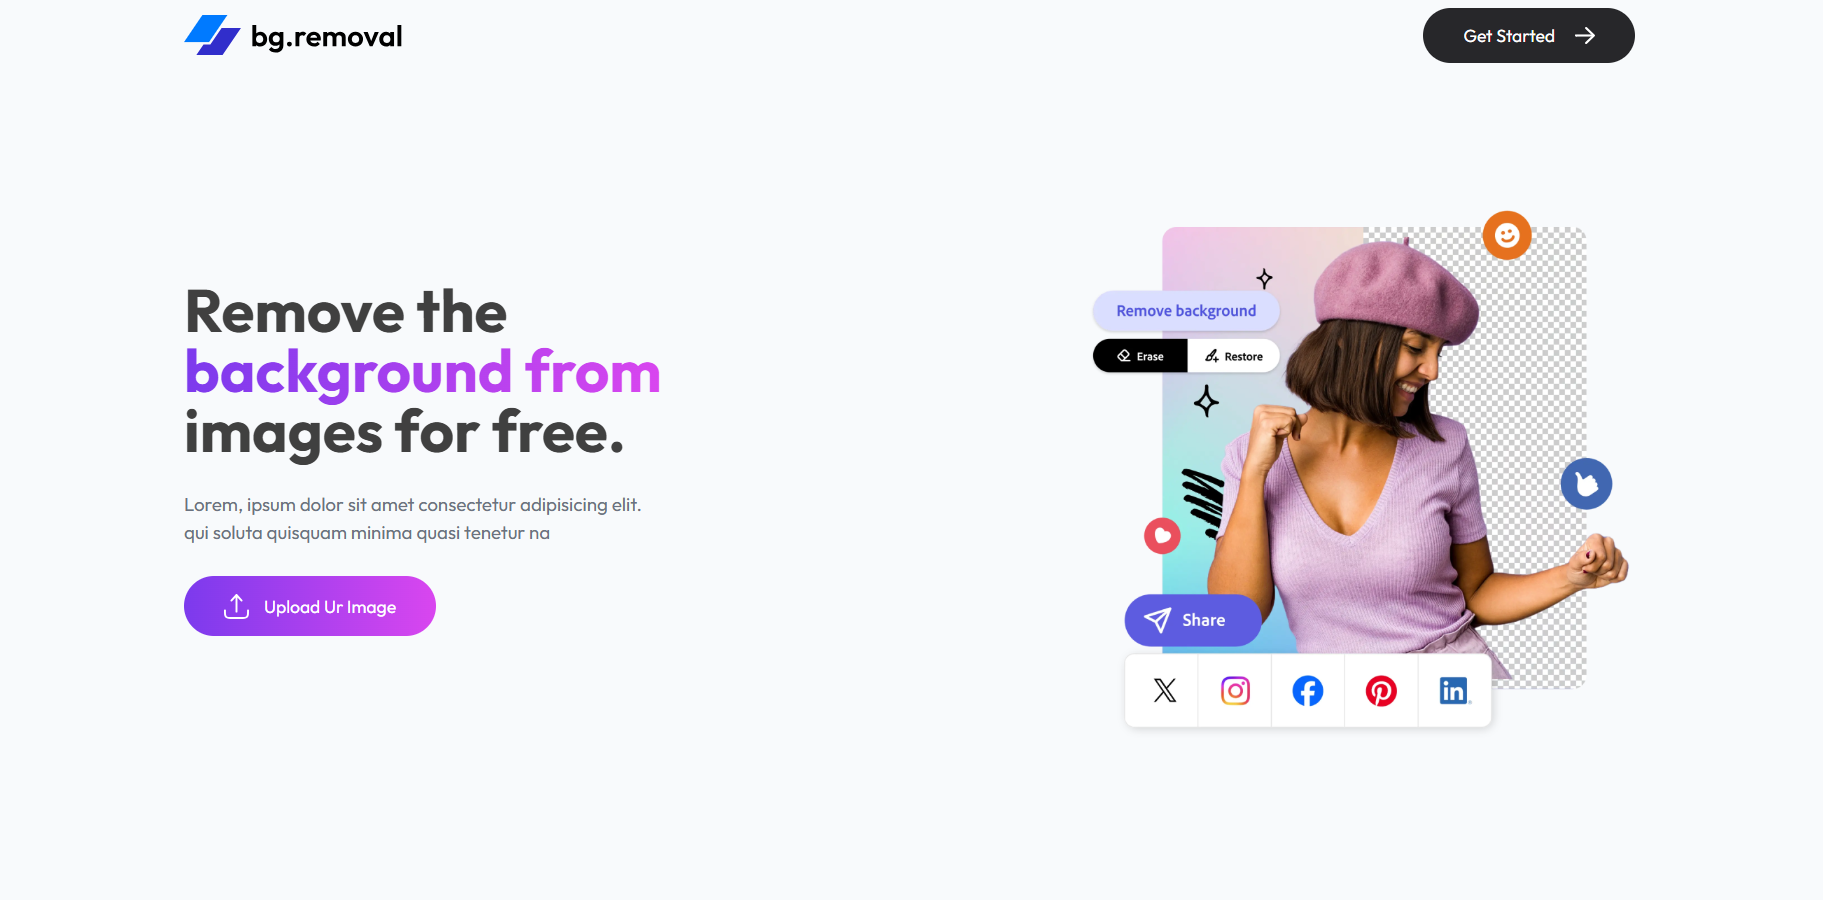 bg.removal
Get Started
Remove the
background from
images for free.
Lorem, ipsum dolor sit amet consectetur adipisicing elit.
qui soluta quisquam minima quasi tenetur na
Upload Ur Image
Remove background
Erase
Restore
Share